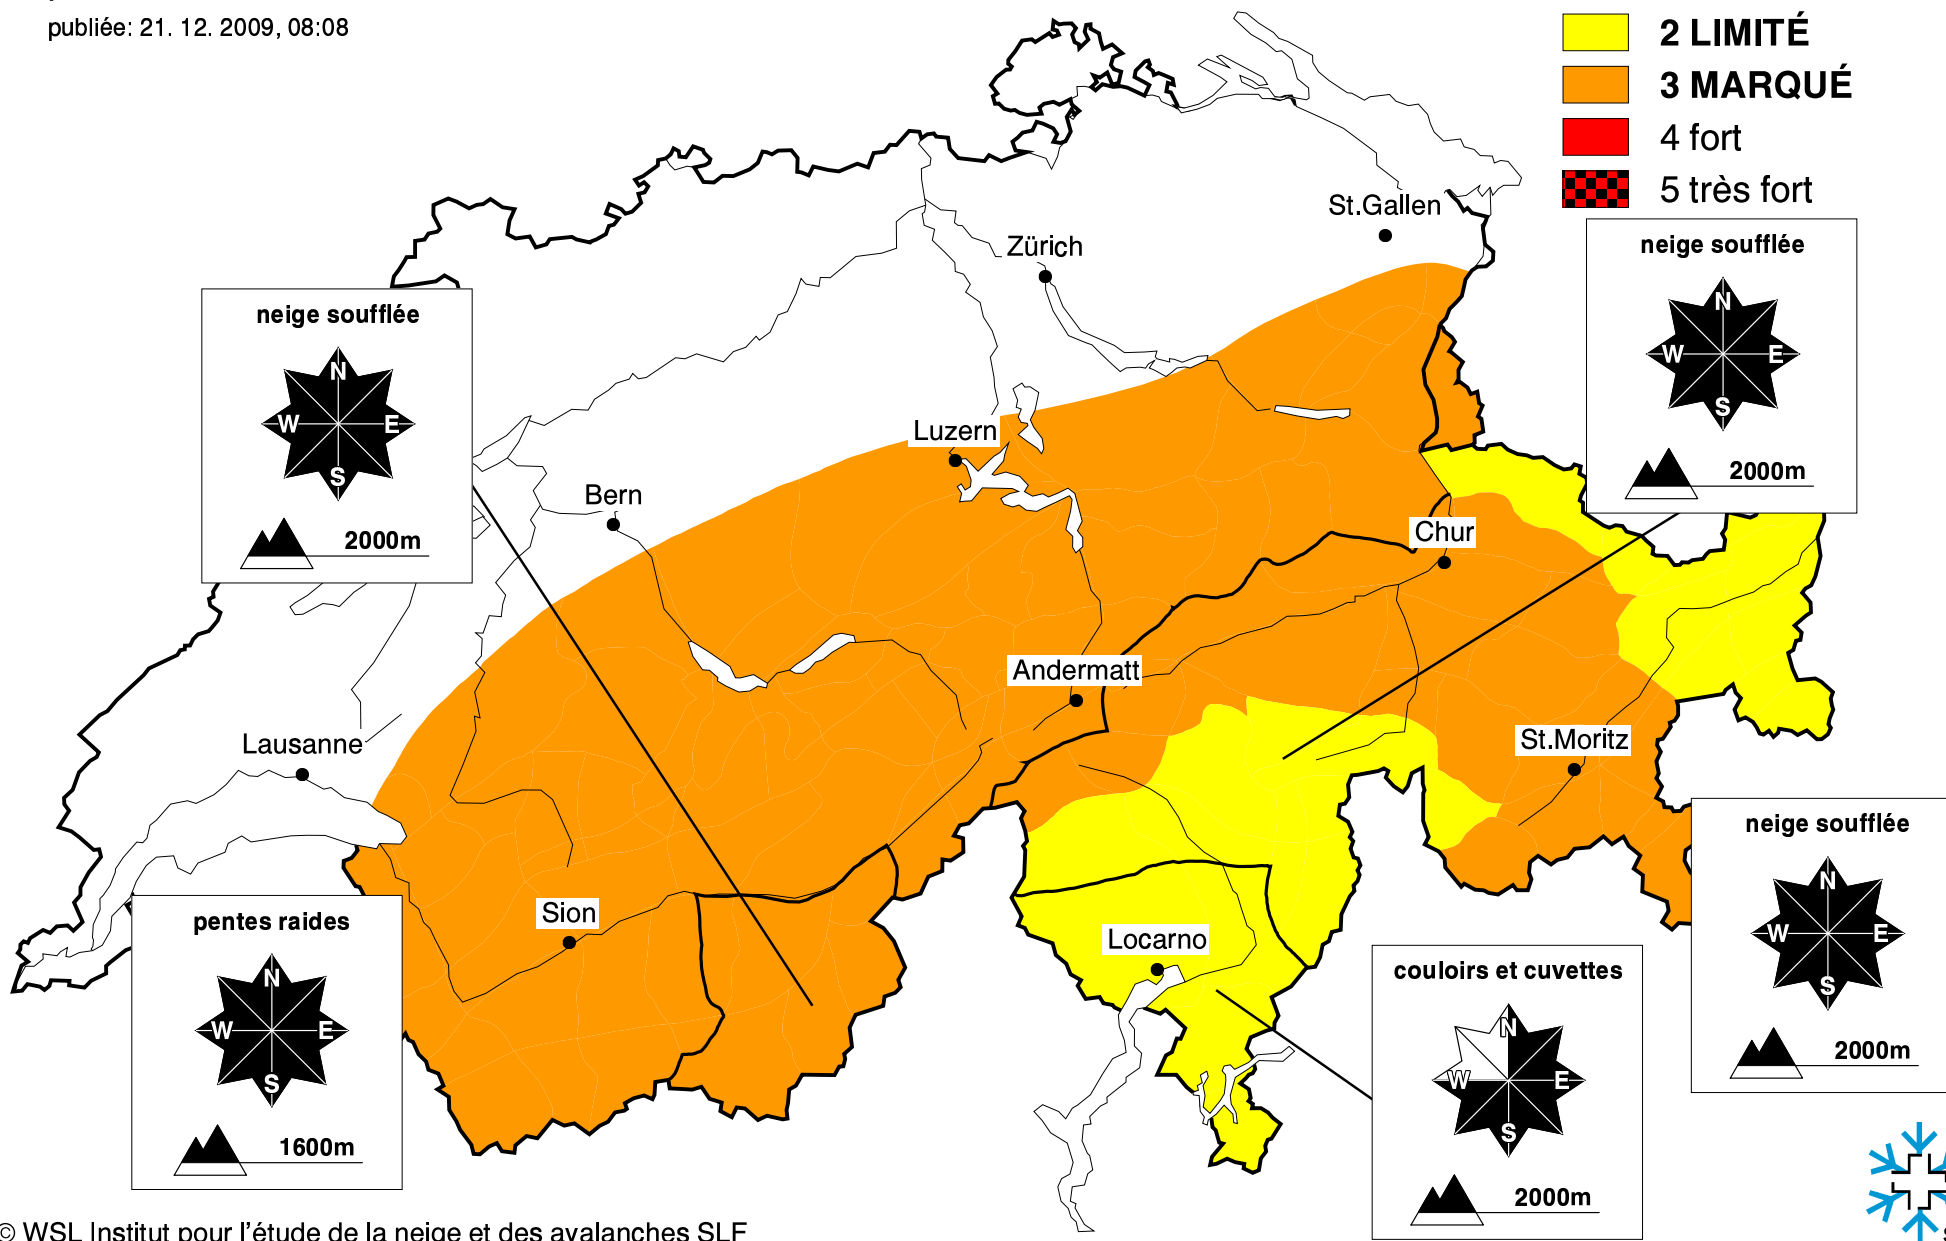 publiée: 21. 12. 2009, 08:08
2 LIMITÉ
3 MARQUÉ
4 fort
5 très fort
St.Gallen
Zürich
neige soufflée
N
W
E
S
2000m
neige soufflée
N
W
E
S
2000m
Luzern
Bern
Chur
Andermatt
Lausanne
St.Moritz
neige soufflée
N
W
E
S
2000m
Sion
Locarno
pentes raides
N
W
E
S
1600m
couloirs et cuvettes
N
W
E
S
2000m
© WSL Institut pour l'étude de la neige et des avalanches SLF